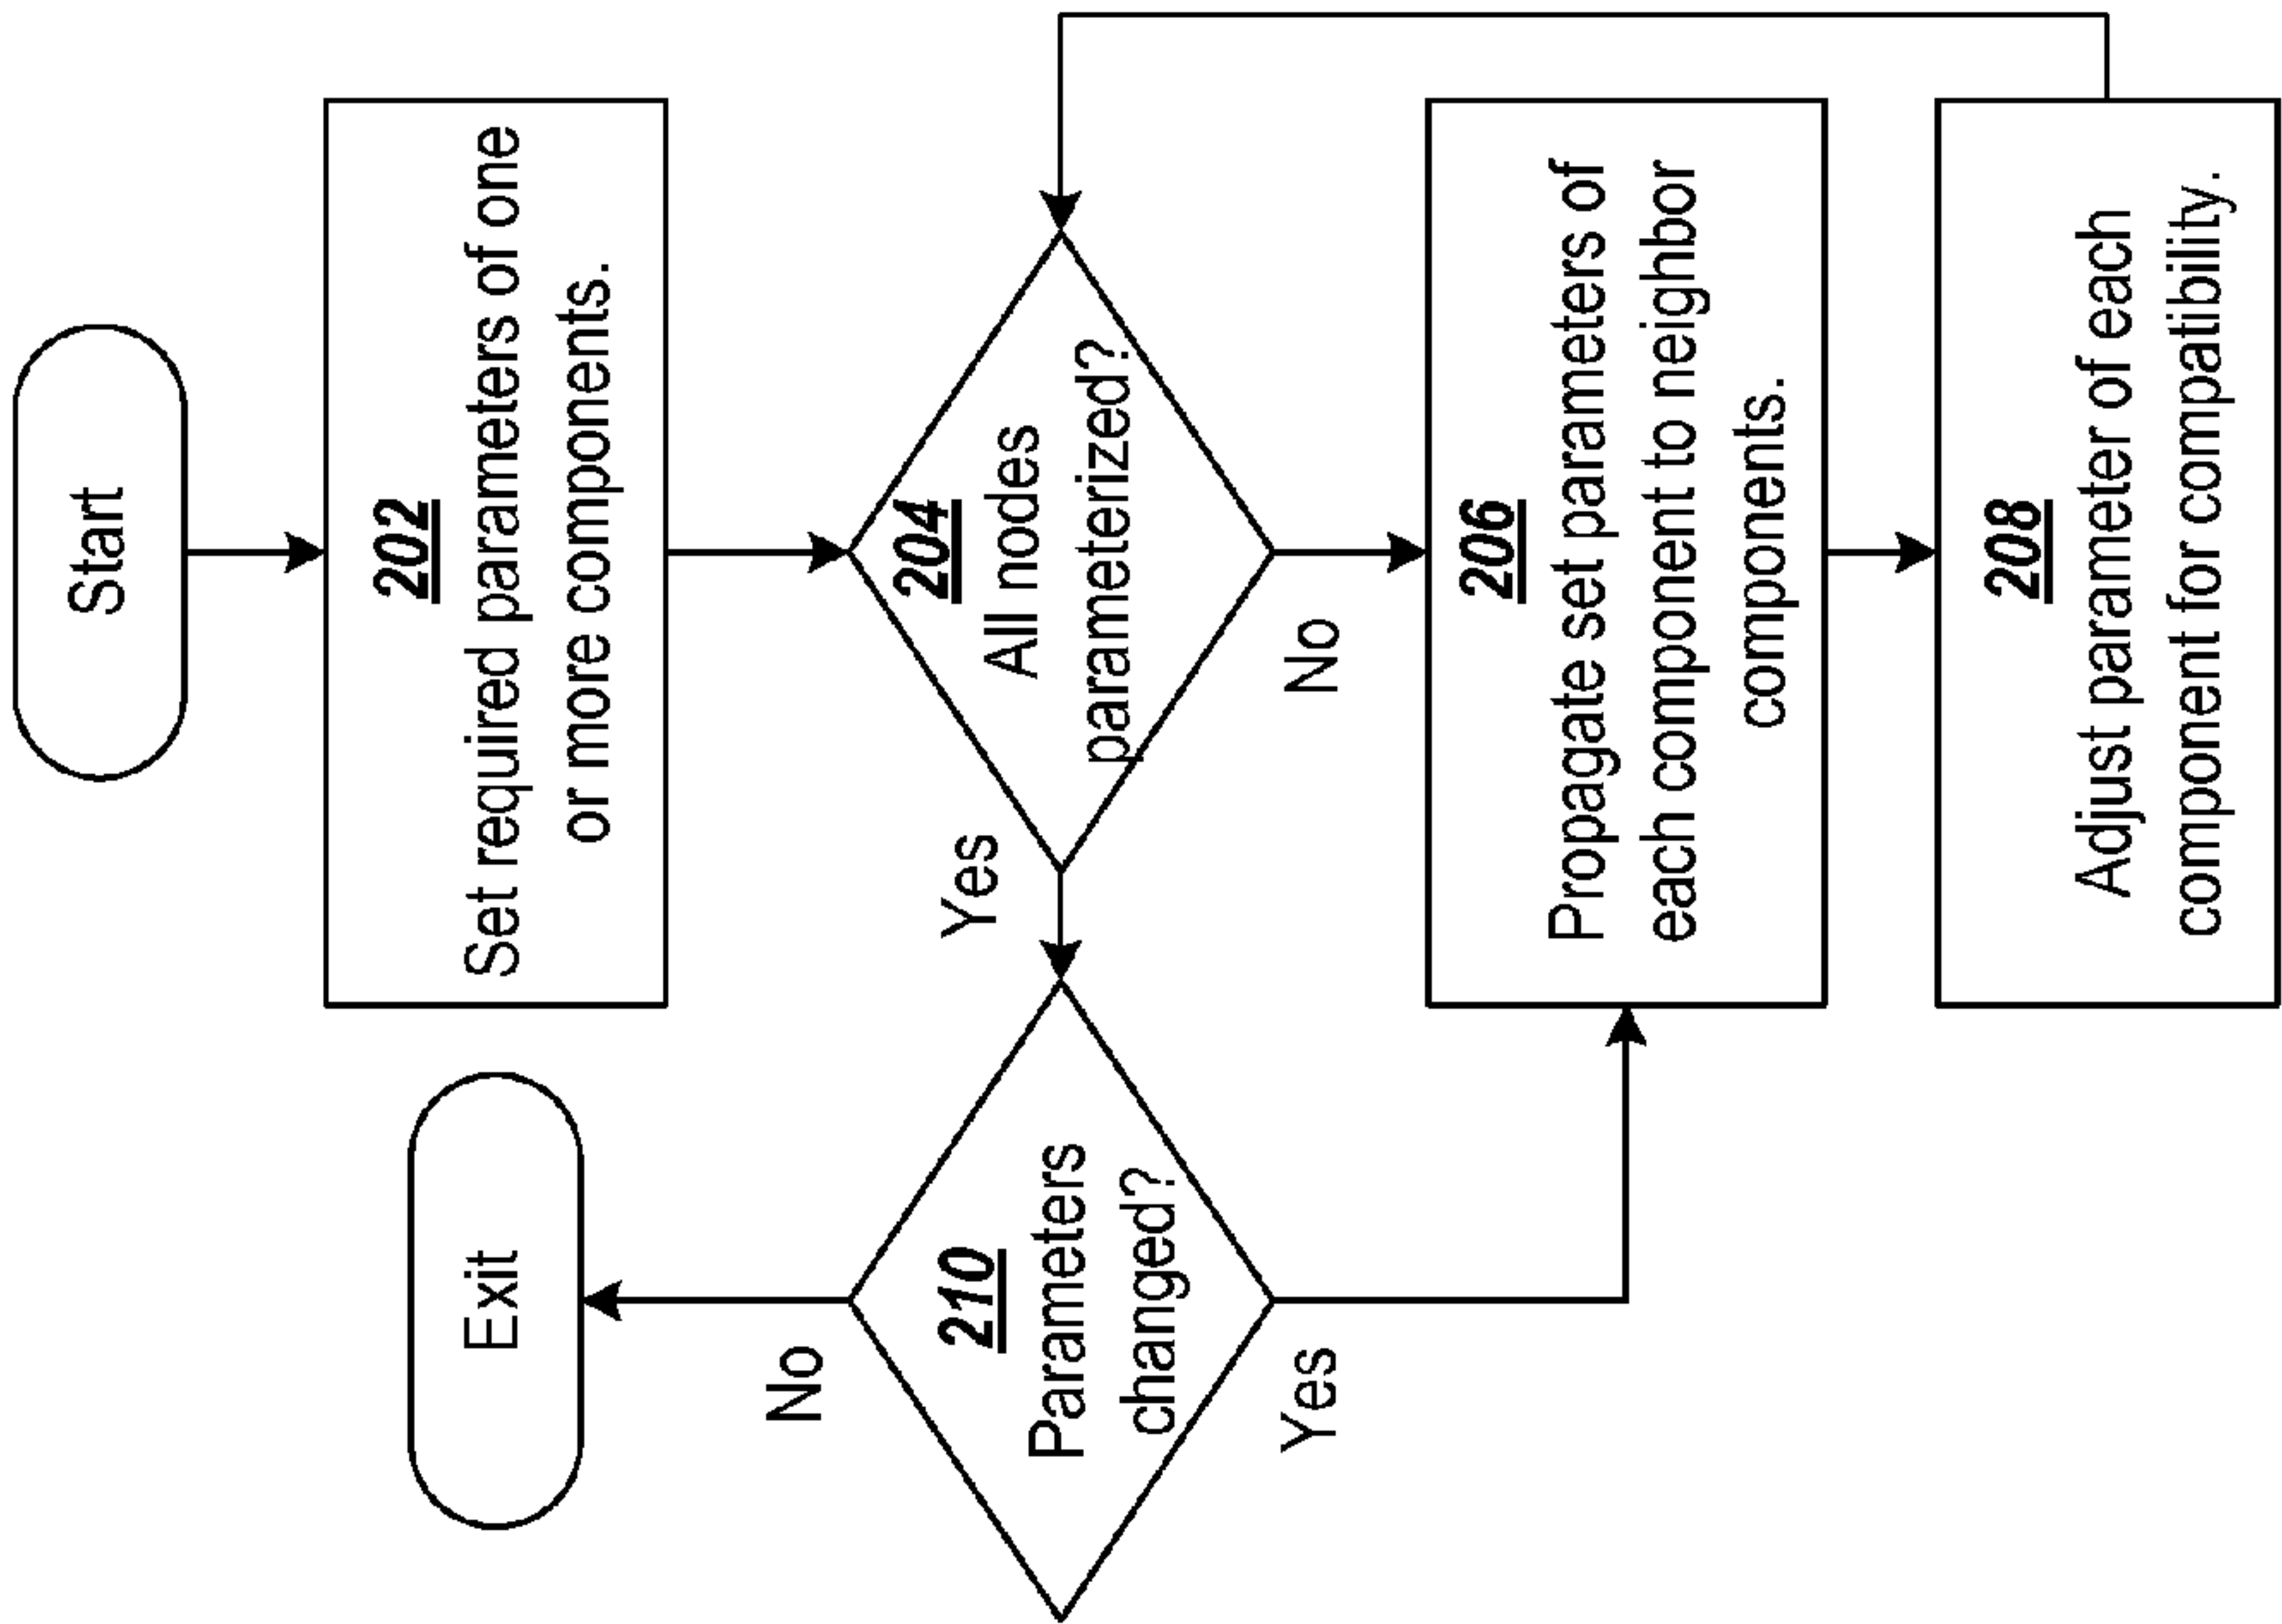 Start
202
Set required parameters of one
or more components.
204
All nodes
parameterized?
Yes
No
206
Propagate set parameters of
each component to neighbor
components.
208
Adjust parameter of each
component for compatibility.
210
Parameters
changed?
No
Yes
Exit